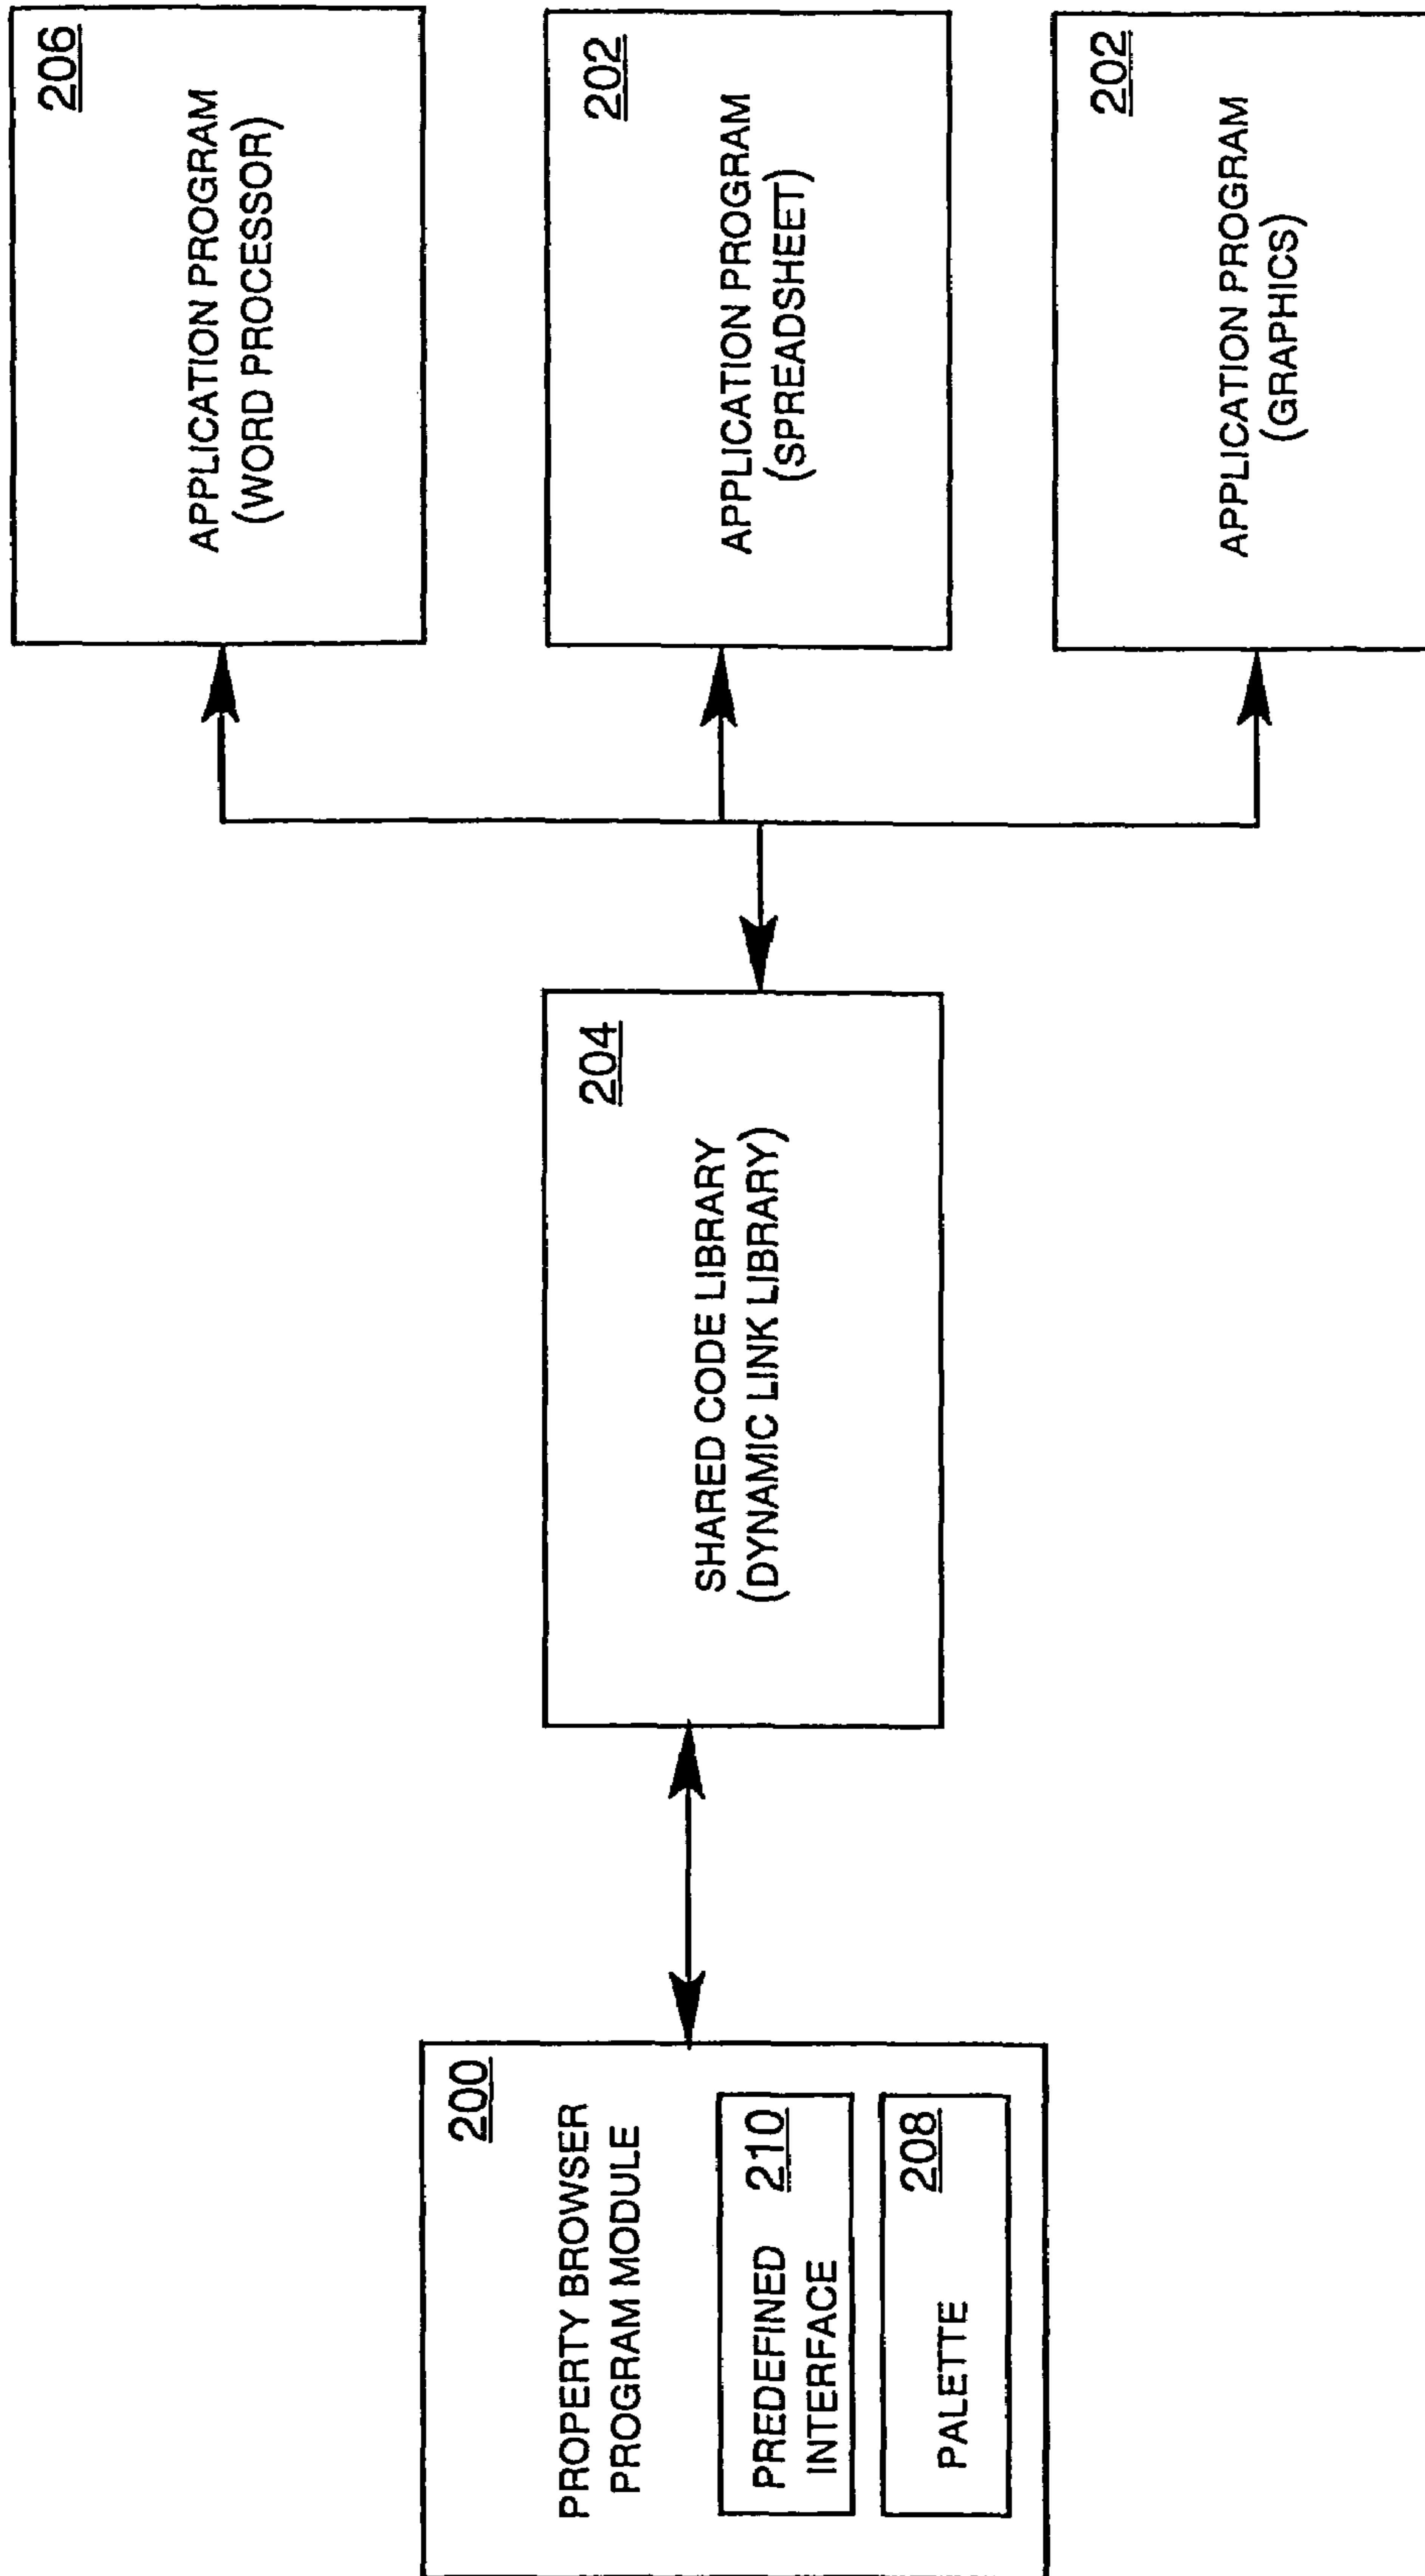 200
PROPERTY BROWSER
PROGRAM MODULE
PREDEFINED 210
INTERFACE
208
PALETTE
204
SHARED CODE LIBRARY
(DYNAMIC LINK LIBRARY)
206
APPLICATION PROGRAM
(WORD PROCESSOR)
202
APPLICATION PROGRAM
(SPREADSHEET)
202
APPLICATION PROGRAM
(GRAPHICS)